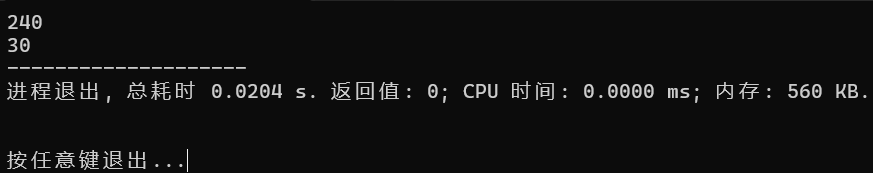 240
30
--------------------
进程退出, 总耗时 0.0204 s. 返回值: 0; CPU 时间: 0.0000 ms; 内存: 560 KB.
按任意键退出...